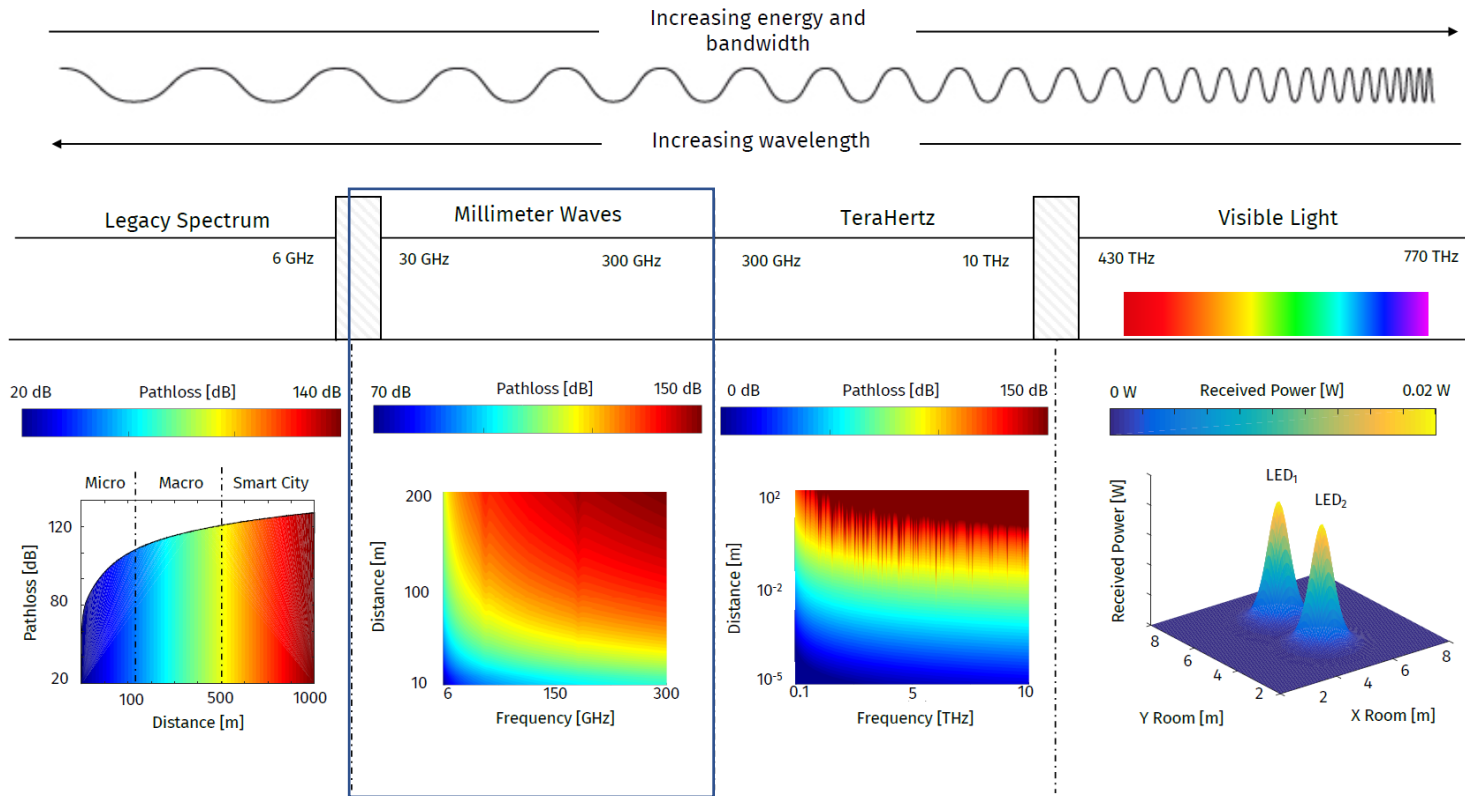 Increasing energy and
bandwidth
Increasing wavelength
Legacy Spectrum
Millimeter Waves
TeraHertz
Visible Light
6 GHz
30 GHz
300 GHz
300 GHz
10 THz
430 THz
770 THz
20 dB
Pathloss [dB]
140 dB
70 dB
Pathloss [dB]
150 dB
0 dB
Pathloss [dB]
150 dB
0 W
Received Power [W]
0.02 W
Micro
Macro
Smart City
Pathloss [dB]
120
80
20
100
500
1000
Distance [m]
Distance [m]
200
100
10
6
150
300
Frequency [GHz]
Distance [m]
10²
10⁻²
10⁻⁵
0.1
5
10
Frequency [THz]
LED₁
LED₂
Received Power [W]
8
6
4
2
2
4
6
8
Y Room [m]
X Room [m]